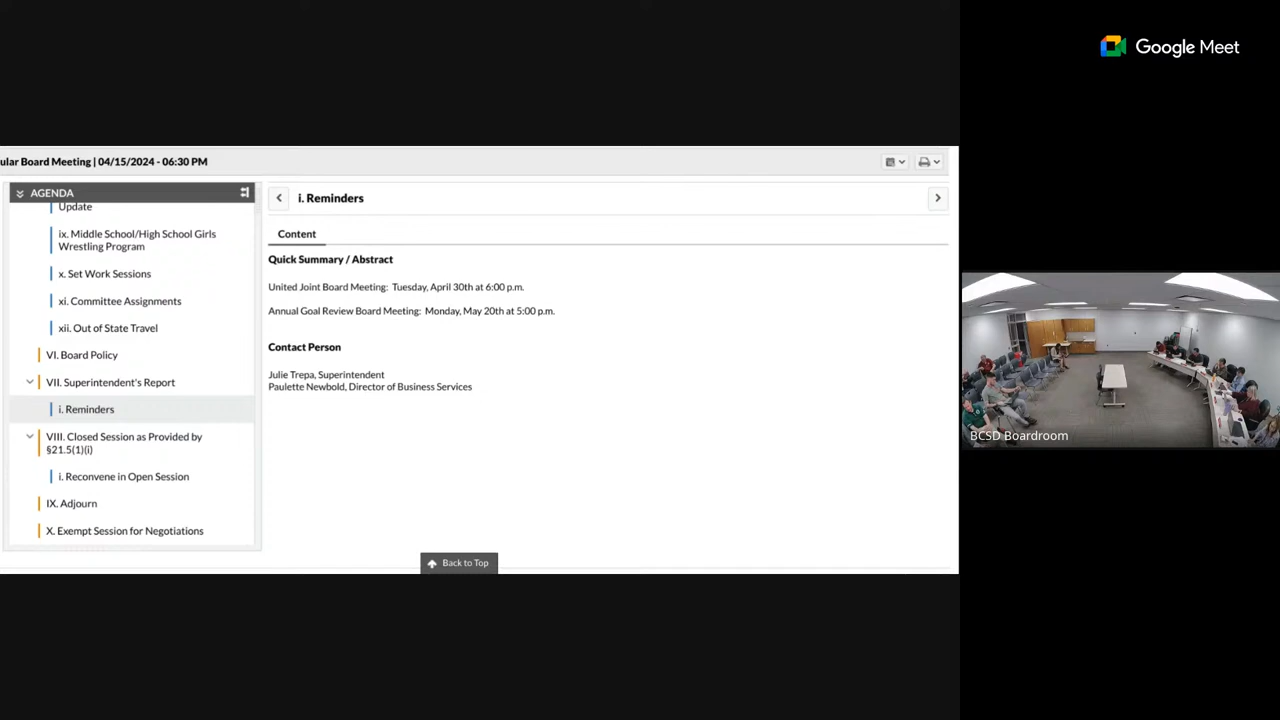 Google Meet
ular Board Meeting | 04/15/2024 - 06:30 PM
AGENDA
Update
ix. Middle School/High School Girls
Wrestling Program
x. Set Work Sessions
xi. Committee Assignments
xii. Out of State Travel
VI. Board Policy
VII. Superintendent's Report
i. Reminders
VIII. Closed Session as Provided by
§21.5(1)(i)
i. Reconvene in Open Session
IX. Adjourn
X. Exempt Session for Negotiations
i. Reminders
Content
Quick Summary / Abstract
United Joint Board Meeting: Tuesday, April 30th at 6:00 p.m.
Annual Goal Review Board Meeting: Monday, May 20th at 5:00 p.m.
Contact Person
Julie Trepa, Superintendent
Paulette Newbold, Director of Business Services
Back to Top
BCSD Boardroom